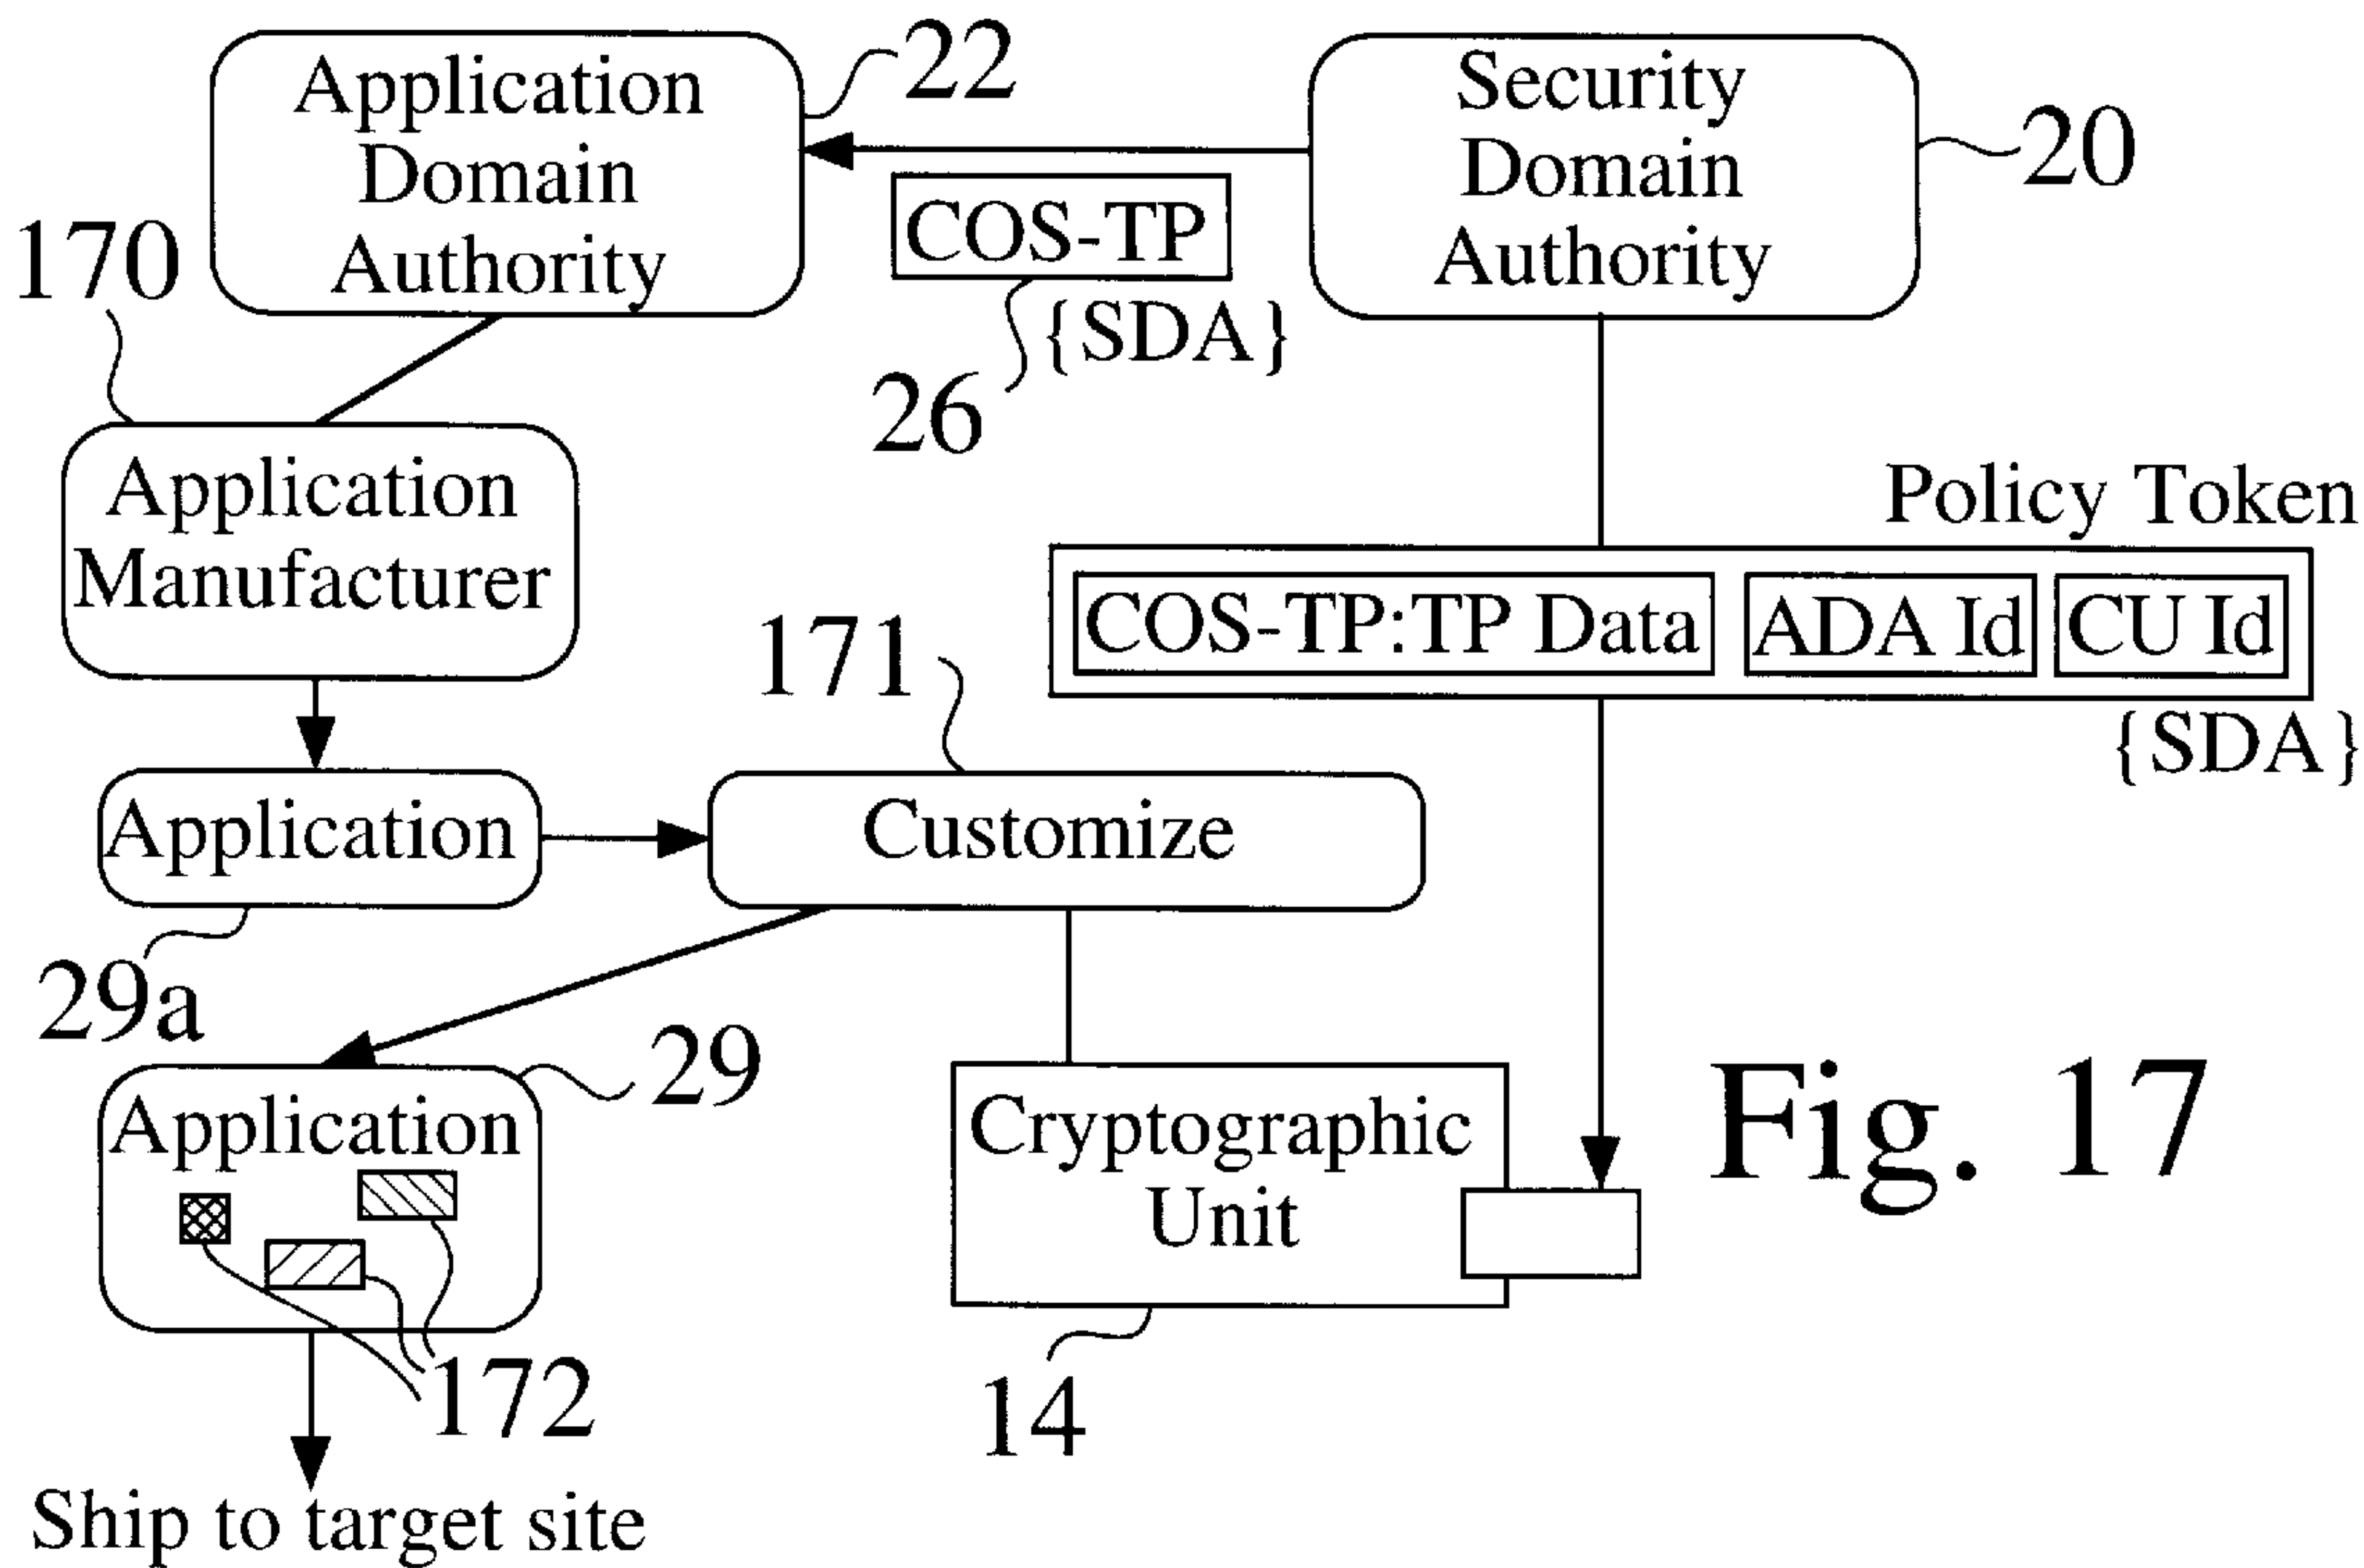 Application
Domain
Authority
22
Security
Domain
Authority
20
COS-TP
{SDA}
26
170
Application
Manufacturer
Policy Token
COS-TP:TP Data
ADA Id
CU Id
{SDA}
171
Application
Customize
29a
29
Application
172
Cryptographic
Unit
14
Fig. 17
Ship to target site